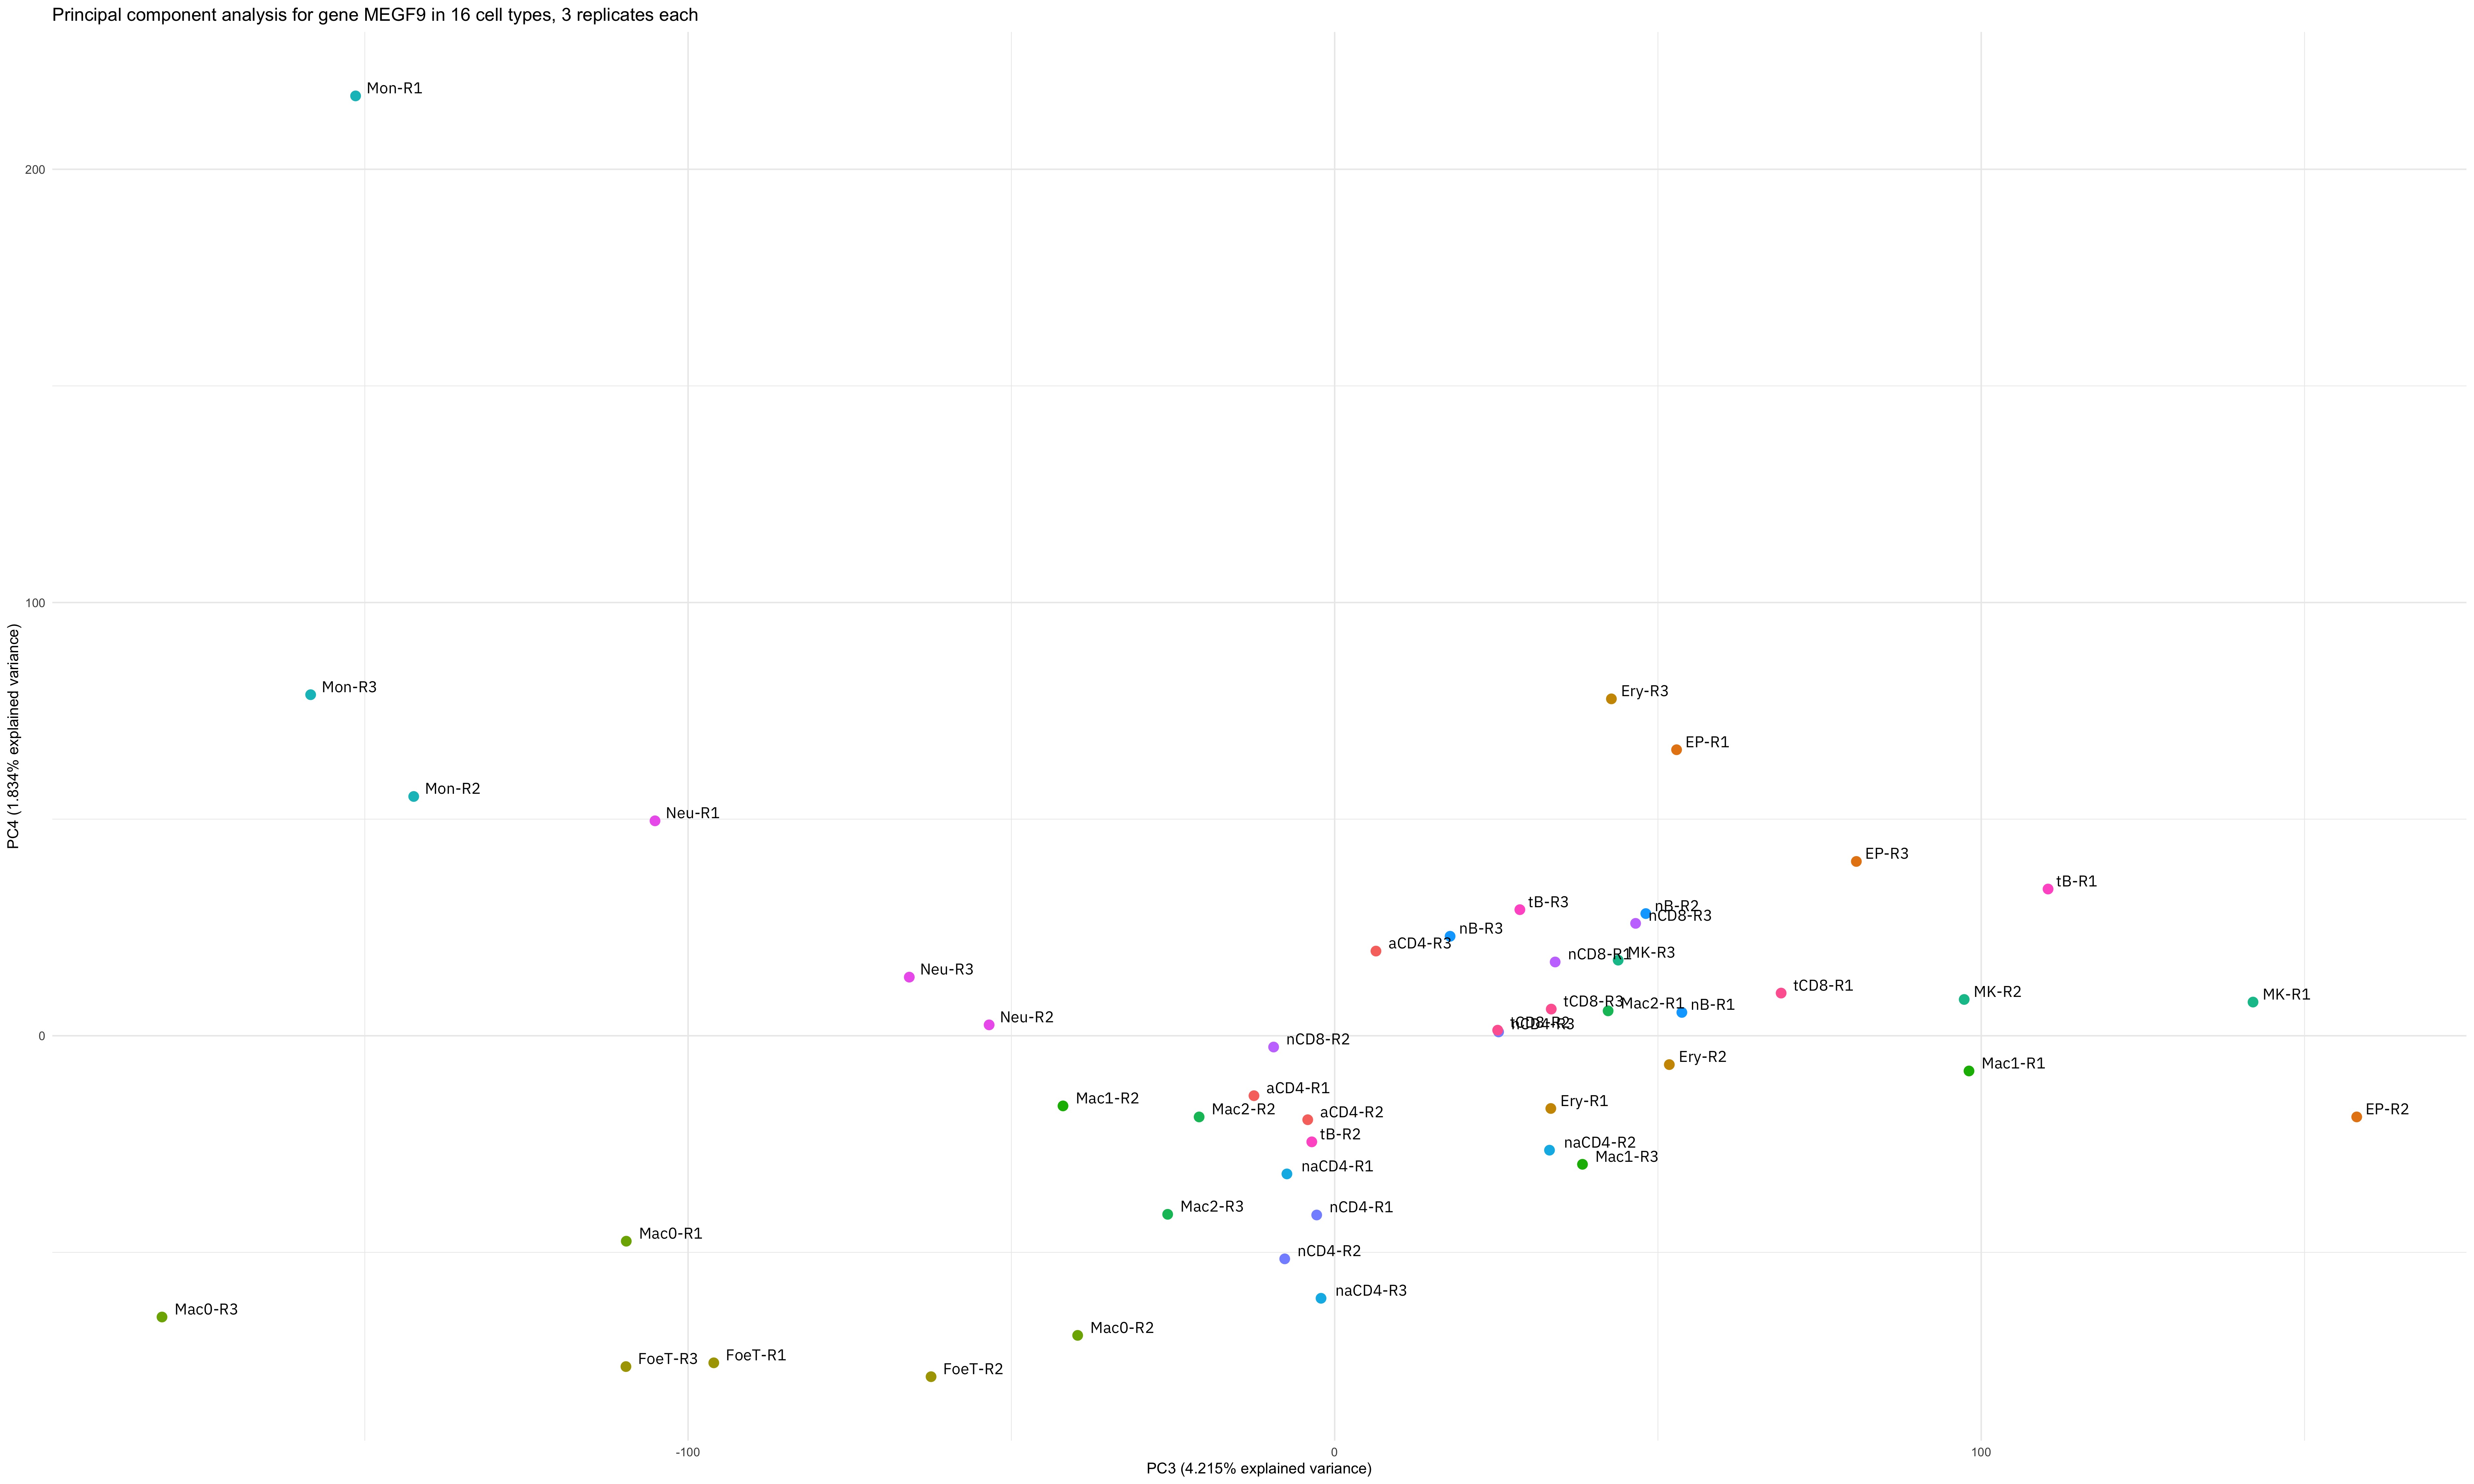 Principal component analysis for gene MEGF9 in 16 cell types, 3 replicates each
Mon-R1
200
100
Mon-R3
Ery-R3
EP-R1
Mon-R2
Neu-R1
EP-R3
tB-R1
tB-R3
nB-R2
nCD8-R3
nB-R3
aCD4-R3
nCD8-R1
MK-R3
Neu-R3
tCD8-R1
MK-R2
MK-R1
tCD8-R3
Mac2-R1
nB-R1
Neu-R2
tCD8-R2
nCD4-R3
0
nCD8-R2
Ery-R2
Mac1-R1
aCD4-R1
Mac1-R2
Ery-R1
Mac2-R2
aCD4-R2
EP-R2
tB-R2
naCD4-R2
Mac1-R3
naCD4-R1
Mac2-R3
nCD4-R1
Mac0-R1
nCD4-R2
naCD4-R3
Mac0-R3
Mac0-R2
FoeT-R3
FoeT-R1
FoeT-R2
-100
0
100
PC3 (4.215% explained variance)
PC4 (1.834% explained variance)